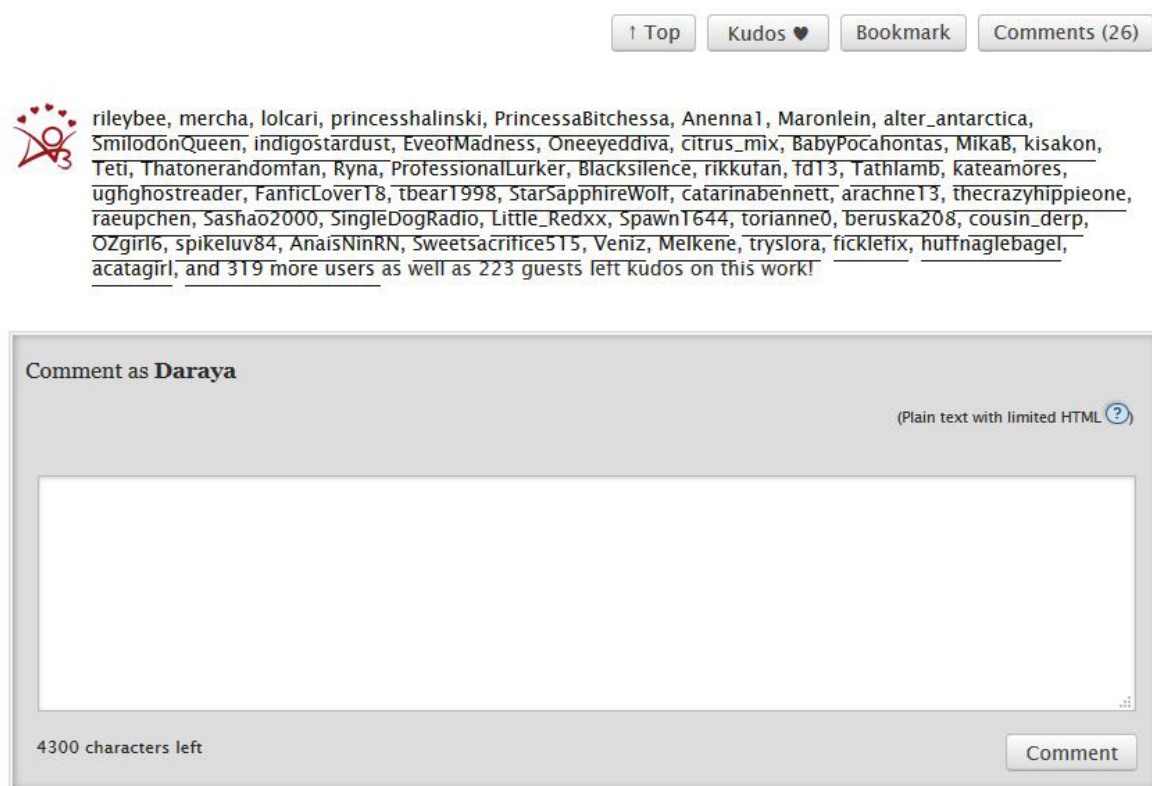 ↑ Top Kudos ♥ Bookmark Comments (26)
rileybee, mercha, lolcari, princesshalinski, PrincessaBitchessa, Anenna1, Maronlein, alter_antarctica,
SmilodonQueen, indigostardust, EveofMadness, Oneeyeddiva, citrus_mix, BabyPocahontas, MikaB, kisakon,
Teti, Thatonerandomfan, Ryna, ProfessionalLurker, Blacksilence, rikkufan, fd13, Tathlamb, kateamores,
ughghostreader, FanficLover18, tbear1998, StarSapphireWolf, catarinabennett, arachne13, thecrazyhippieone,
raeupchen, Sashao2000, SingleDogRadio, Little_Redxx, Spawn1644, torianne0, beruska208, cousin_derp,
OZgirl6, spikeluv84, AnaisNinRN, Sweetsacrifice515, Veniz, Melkene, tryslora, ficklefix, huffnaglebagel,
acatagirl, and 319 more users as well as 223 guests left kudos on this work!
Comment as Daraya
(Plain text with limited HTML ?)
4300 characters left
Comment